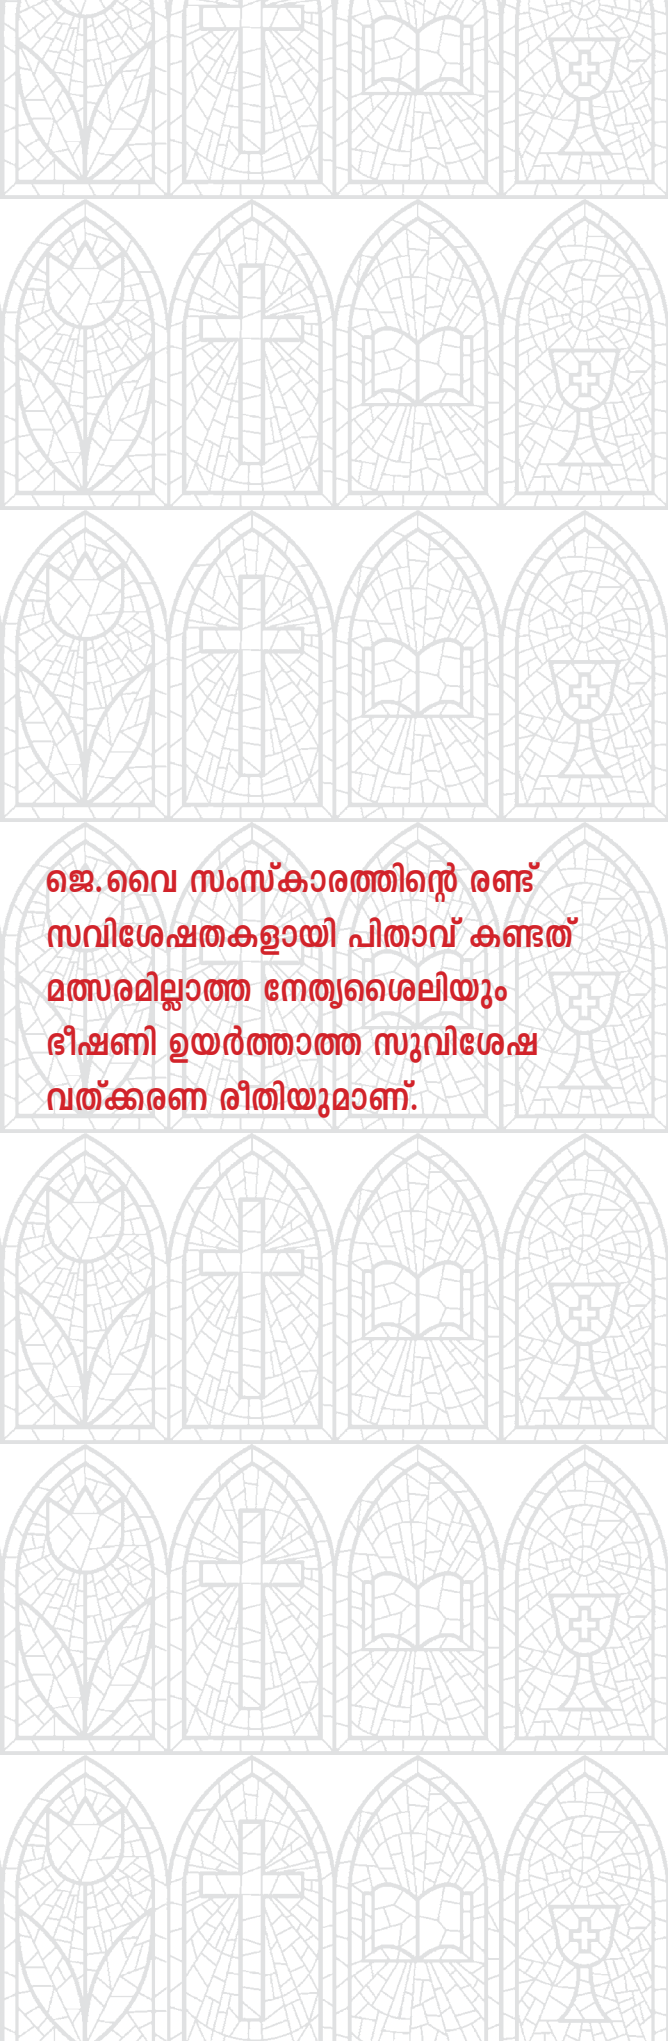 ജെ.വൈ സംസ്കാരത്തിന്റെ രണ്ട്
സവിശേഷതകളായി പിതാവ് കണ്ടത്
മത്സരമില്ലാത്ത നേതൃശൈലിയും
ഭീഷണി ഉയർത്താത്ത സുവിശേഷ
വത്ക്കരണ രീതിയുമാണ്.